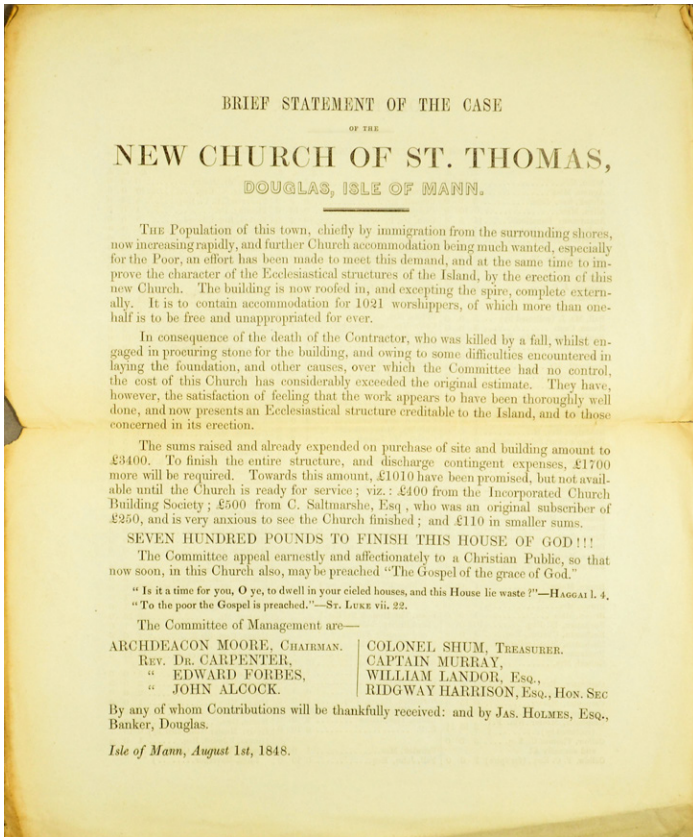 BRIEF STATEMENT OF THE CASE
OF THE
NEW CHURCH OF ST. THOMAS,
DOUGLAS, ISLE OF MANN.
THE Population of this town, chiefly by immigration from the surrounding shores,
now increasing rapidly, and further Church accommodation being much wanted, especially
for the Poor, an effort has been made to meet this demand, and at the same time to im-
prove the character of the Ecclesiastical structures of the Island, by the erection of this
new Church. The building is now roofed in, and excepting the spire, complete extern-
ally. It is to contain accommodation for 1021 worshippers, of which more than one-
half is to be free and unappropriated for ever.
In consequence of the death of the Contractor, who was killed by a fall, whilst en-
gaged in procuring stone for the building, and owing to some difficulties encountered in
laying the foundation, and other causes, over which the Committee had no control,
the cost of this Church has considerably exceeded the original estimate. They have,
however, the satisfaction of feeling that the work appears to have been thoroughly well
done, and now presents an Ecclesiastical structure creditable to the Island, and to those
concerned in its erection.
The sums raised and already expended on purchase of site and building amount to
£3400. To finish the entire structure, and discharge contingent expenses, £1700
more will be required. Towards this amount, £1010 have been promised, but not avail-
able until the Church is ready for service; viz.: £400 from the Incorporated Church
Building Society; £500 from C. Saltmarshe, Esq, who was an original subscriber of
£250, and is very anxious to see the Church finished; and £110 in smaller sums.
SEVEN HUNDRED POUNDS TO FINISH THIS HOUSE OF GOD!!!
The Committee appeal earnestly and affectionately to a Christian Public, so that
now soon, in this Church also, may be preached "The Gospel of the grace of God."
"Is it a time for you, O ye, to dwell in your cieled houses, and this House lie waste?"—HAGGAI l. 4.
"To the poor the Gospel is preached."—ST. LUKE vii. 22.
The Committee of Management are—
ARCHDEACON MOORE, CHAIRMAN.
REV. DR. CARPENTER,
" EDWARD FORBES,
" JOHN ALCOCK.
COLONEL SHUM, TREASURER.
CAPTAIN MURRAY,
WILLIAM LANDOR, ESQ.,
RIDGWAY HARRISON, ESQ., HON. SEC
By any of whom Contributions will be thankfully received: and by JAS. HOLMES, ESQ.,
Banker, Douglas.
Isle of Mann, August 1st, 1848.